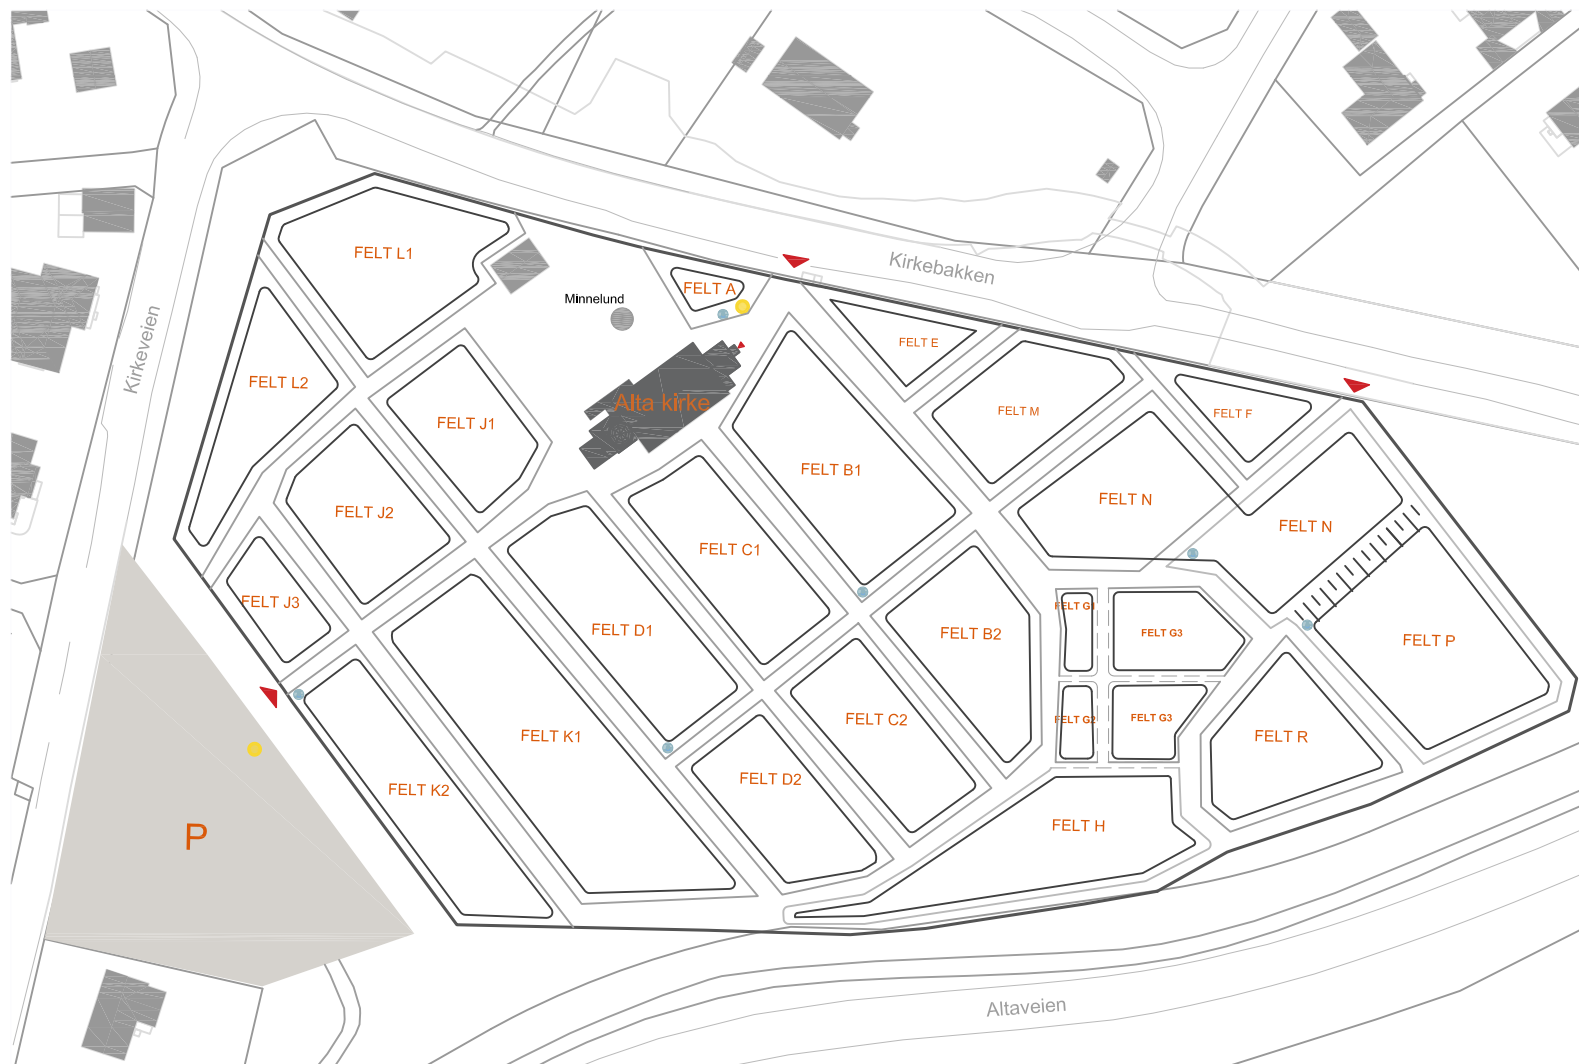 FELT L1
Kirkebakken
FELT A
Minnelund
FELT E
Kirkeveien
FELT L2
Alta kirke
FELT M
FELT F
FELT J1
FELT B1
FELT N
FELT J2
FELT N
FELT C1
FELT J3
FELT G1
FELT D1
FELT B2
FELT G3
FELT P
FELT C2
FELT G2
FELT G3
FELT K1
FELT R
FELT D2
FELT K2
P
FELT H
Altaveien